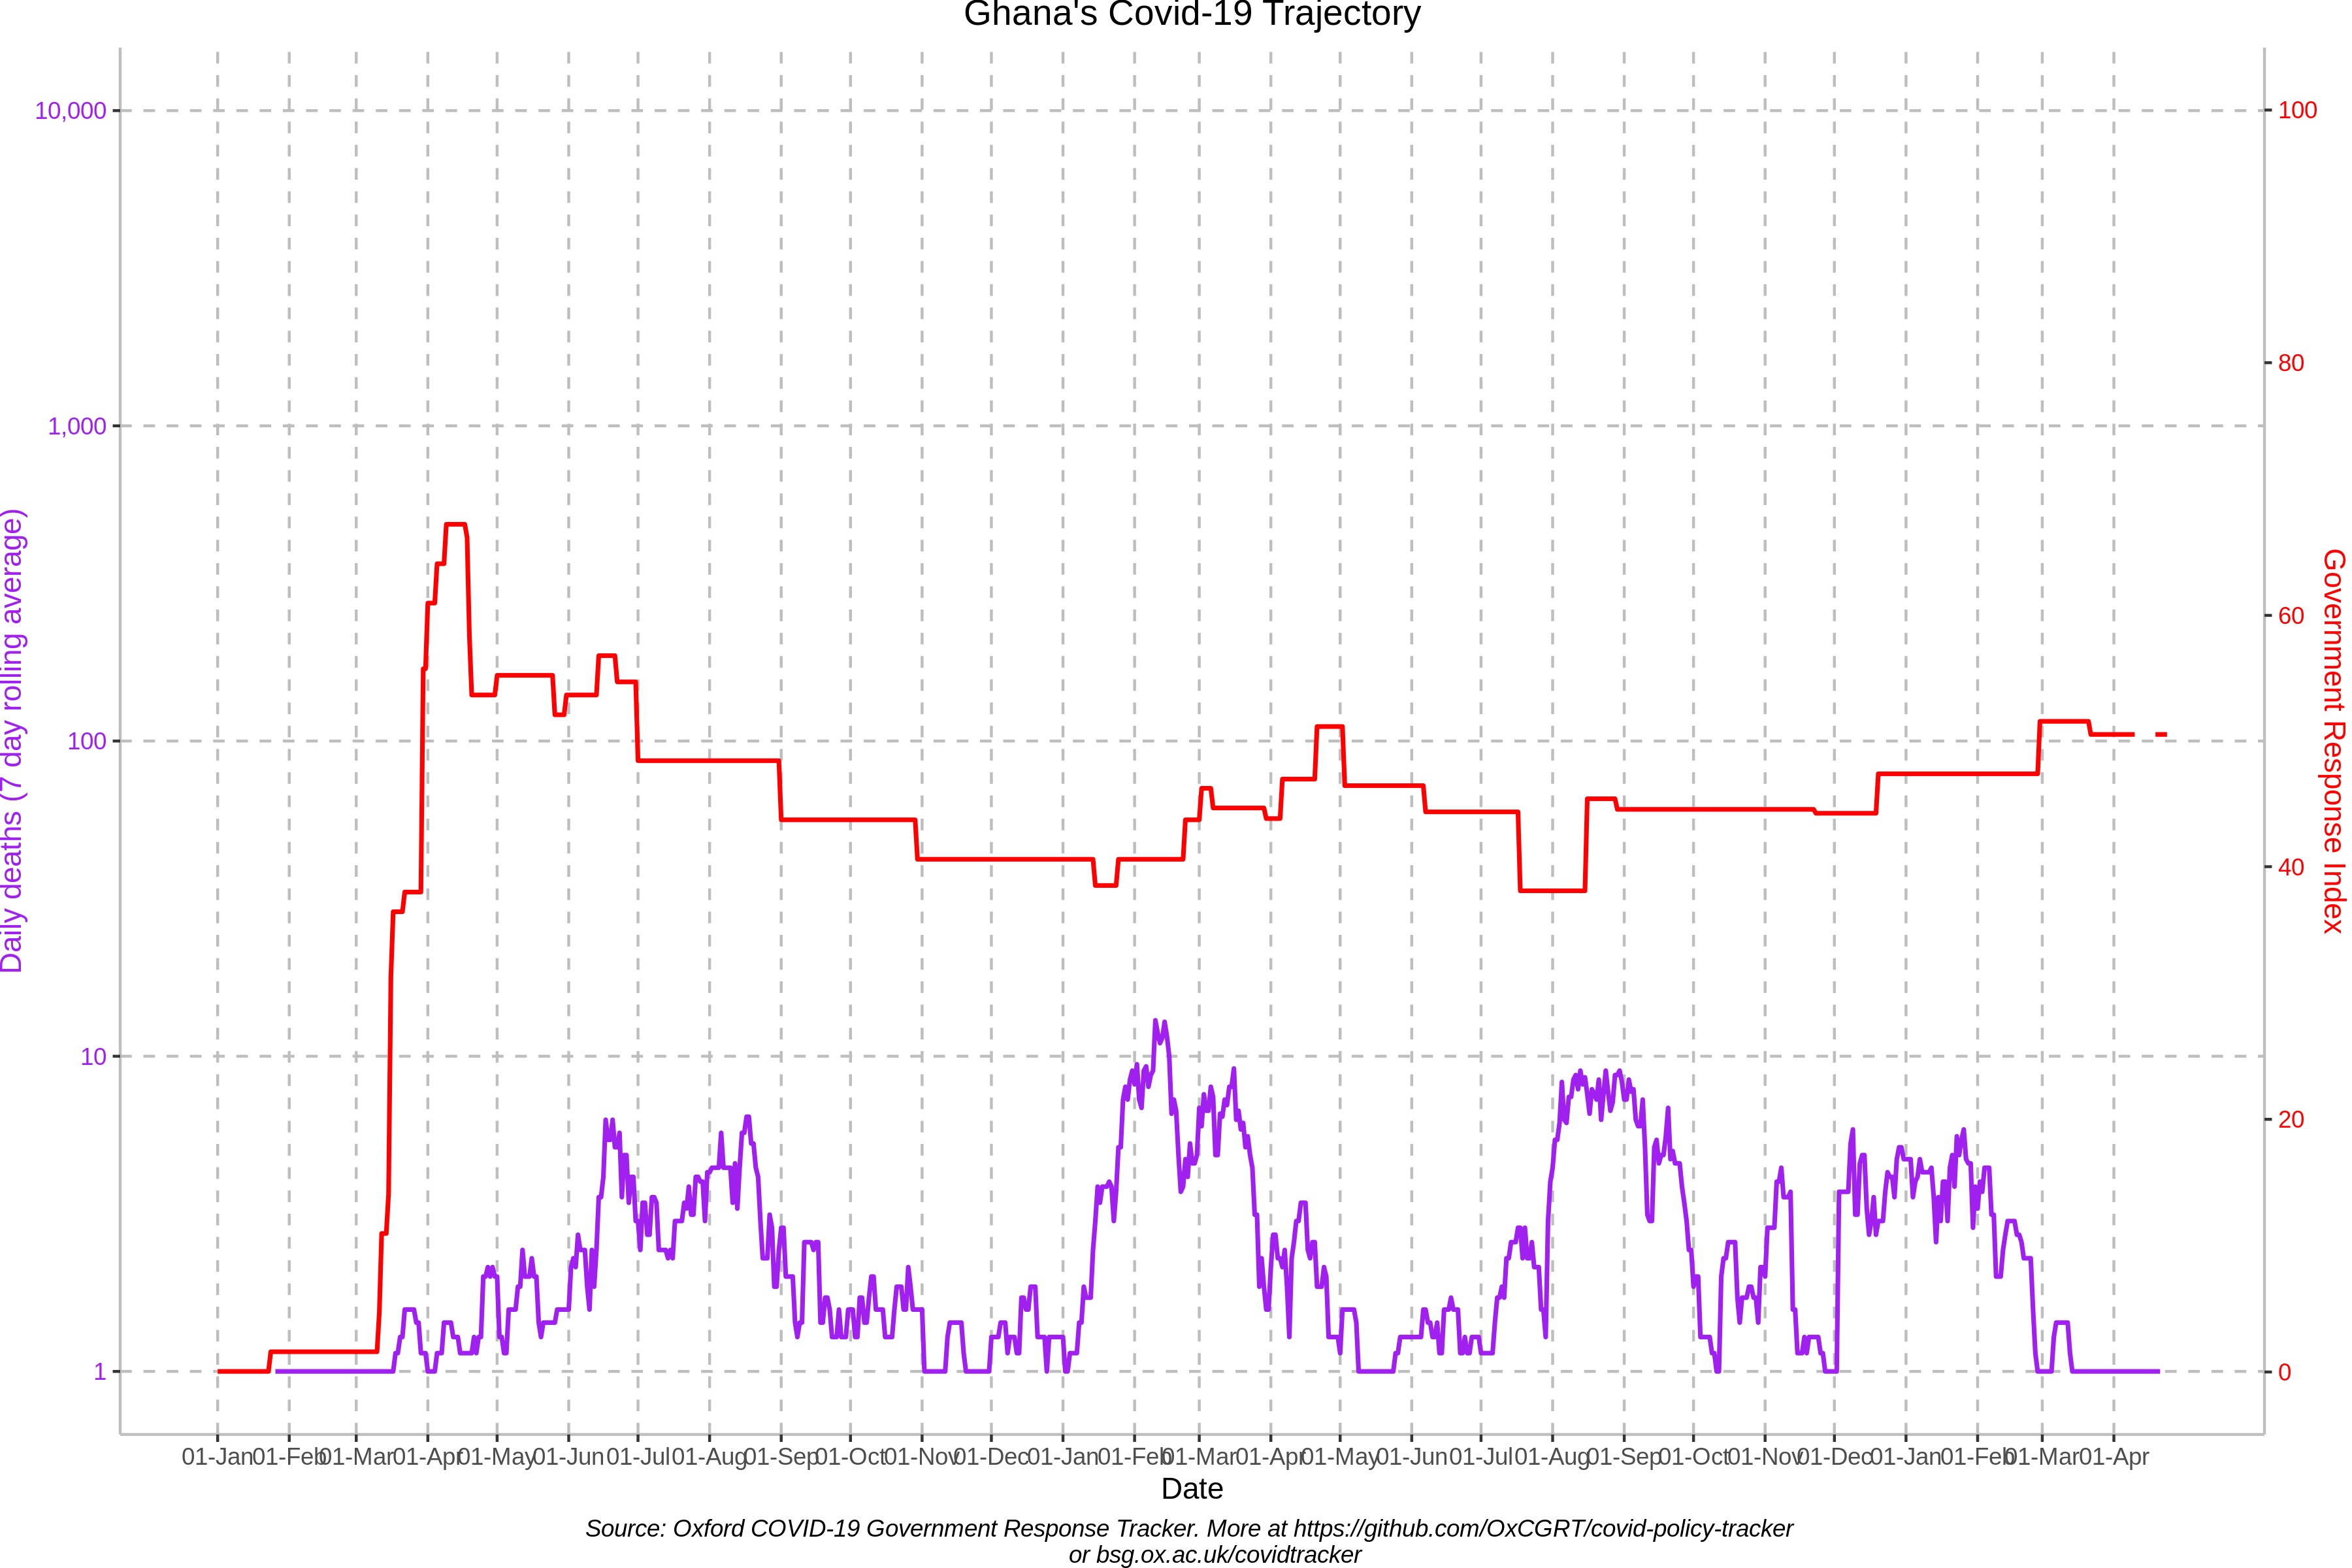 Ghana's Covid-19 Trajectory
10,000
1,000
100
10
1
100
80
60
40
20
0
Daily deaths (7 day rolling average)
Government Response Index
01-Jan 01-Feb 01-Mar 01-Apr 01-May 01-Jun 01-Jul 01-Aug 01-Sep 01-Oct 01-Nov 01-Dec 01-Jan 01-Feb 01-Mar 01-Apr 01-May 01-Jun 01-Jul 01-Aug 01-Sep 01-Oct 01-Nov 01-Dec 01-Jan 01-Feb 01-Mar 01-Apr
Date
Source: Oxford COVID-19 Government Response Tracker. More at https://github.com/OxCGRT/covid-policy-tracker
or bsg.ox.ac.uk/covidtracker